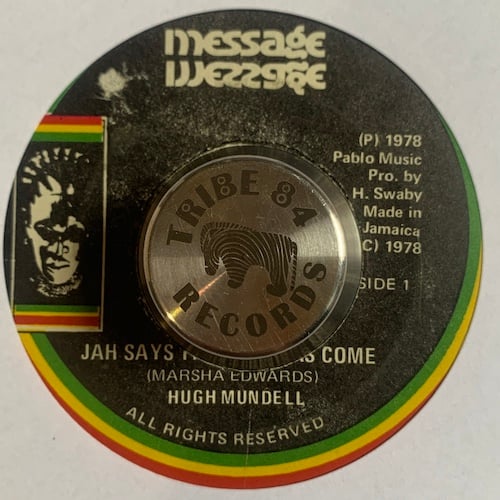 message
message
(P) 1978
Pablo Music
Pro. by
H. Swaby
Made in
Jamaica
C) 1978
SIDE 1
TRIBE 84
RECORDS
JAH SAYS COME
(MARSHA EDWARDS)
HUGH MUNDELL
ALL RIGHTS RESERVED